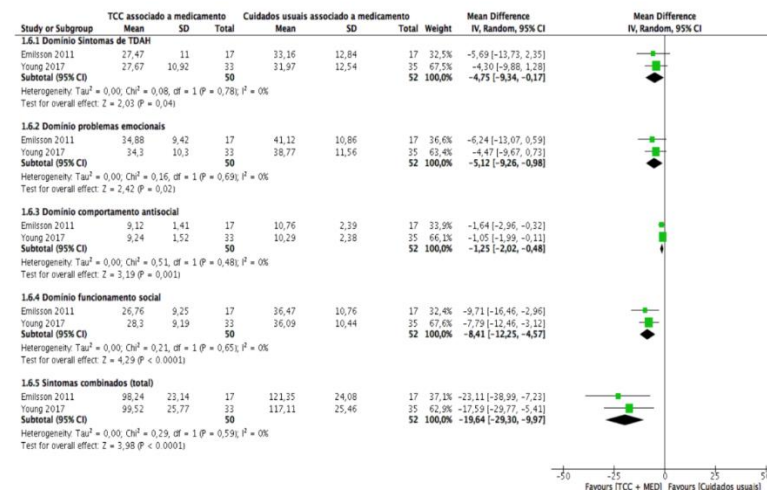 TCC associado a medicamento Cuidados usuais associado a medicamento Mean Difference Mean Difference
Study or Subgroup Mean SD Total Mean SD Total Weight IV, Random, 95% CI IV, Random, 95% CI
1.6.1 Domínio Sintomas de TDAH
Emilsson 2011 27,47 11 17 33,16 12,84 17 32,5% -5,69 [-13,73, 2,35]
Young 2017 27,67 10,92 33 31,97 12,54 35 67,5% -4,30 [-9,88, 1,28]
Subtotal (95% CI) 50 52 100,0% -4,75 [-9,34, -0,17]
Heterogeneity: Tau² = 0,00; Chi² = 0,08, df = 1 (P = 0,78); I² = 0%
Test for overall effect: Z = 2,03 (P = 0,04)
1.6.2 Domínio problemas emocionais
Emilsson 2011 34,88 9,42 17 41,12 10,86 17 36,6% -6,24 [-13,07, 0,59]
Young 2017 34,3 10,3 33 38,77 11,56 35 63,4% -4,47 [-9,67, 0,73]
Subtotal (95% CI) 50 52 100,0% -5,12 [-9,26, -0,98]
Heterogeneity: Tau² = 0,00; Chi² = 0,16, df = 1 (P = 0,69); I² = 0%
Test for overall effect: Z = 2,42 (P = 0,02)
1.6.3 Domínio comportamento antisocial
Emilsson 2011 9,12 1,41 17 10,76 2,39 17 33,9% -1,64 [-2,96, -0,32]
Young 2017 9,24 1,52 33 10,29 2,38 35 66,1% -1,05 [-1,99, -0,11]
Subtotal (95% CI) 50 52 100,0% -1,25 [-2,02, -0,48]
Heterogeneity: Tau² = 0,00; Chi² = 0,51, df = 1 (P = 0,48); I² = 0%
Test for overall effect: Z = 3,19 (P = 0,001)
1.6.4 Domínio funcionamento social
Emilsson 2011 26,76 9,25 17 36,47 10,76 17 32,4% -9,71 [-16,46, -2,96]
Young 2017 28,3 9,19 33 36,09 10,44 35 67,6% -7,79 [-12,46, -3,12]
Subtotal (95% CI) 50 52 100,0% -8,41 [-12,25, -4,57]
Heterogeneity: Tau² = 0,00; Chi² = 0,21, df = 1 (P = 0,65); I² = 0%
Test for overall effect: Z = 4,29 (P < 0.0001)
1.6.5 Sintomas combinados (total)
Emilsson 2011 98,24 23,14 17 121,35 24,08 17 37,1% -23,11 [-38,99, -7,23]
Young 2017 99,52 25,77 33 117,11 25,46 35 62,9% -17,59 [-29,77, -5,41]
Subtotal (95% CI) 50 52 100,0% -19,64 [-29,30, -9,97]
Heterogeneity: Tau² = 0,00; Chi² = 0,29, df = 1 (P = 0,59); I² = 0%
Test for overall effect: Z = 3,98 (P < 0.0001)
-50 -25 0 25
Favours [TCC + MED] Favours [Cuidados usuais]